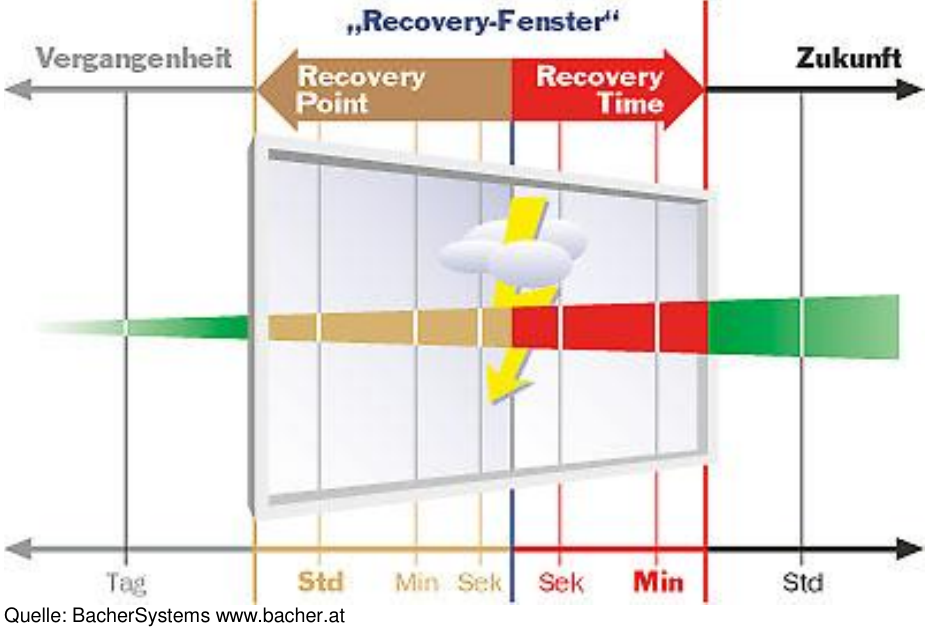 „Recovery-Fenster“
Vergangenheit
Zukunft
Recovery
Point
Recovery
Time
Tag
Std
Min
Sek
Sek
Min
Std
Quelle: BacherSystems www.bacher.at